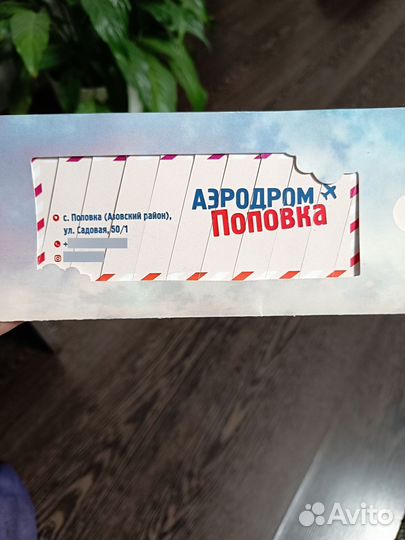 АЭРОДРОМ
Поповка
с. Поповка (Азовский район),
ул. Садовая, 50/1
+
Avito